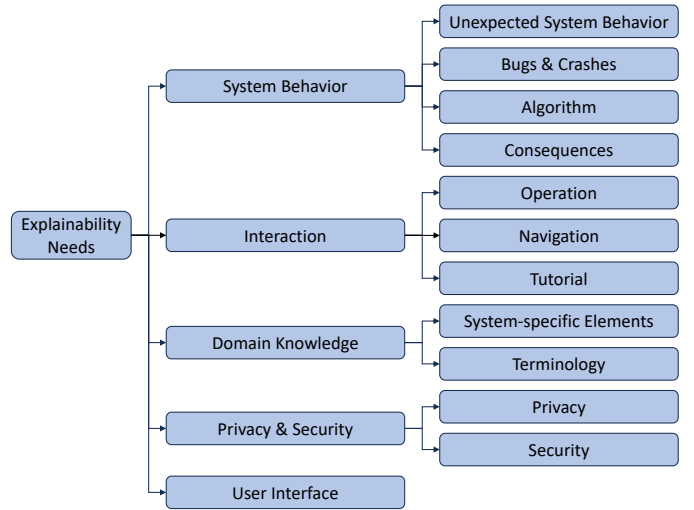 Explainability
Needs
System Behavior
Unexpected System Behavior
Bugs & Crashes
Algorithm
Consequences
Interaction
Operation
Navigation
Tutorial
Domain Knowledge
System-specific Elements
Terminology
Privacy & Security
Privacy
Security
User Interface